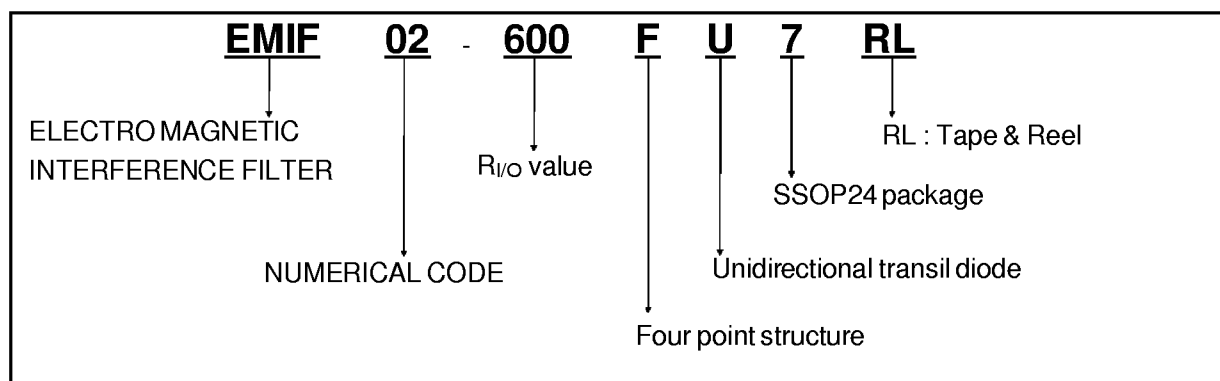 EMIF 02 - 600 F U 7 RL
ELECTRO MAGNETIC
INTERFERENCE FILTER
RL : Tape & Reel
RI/O value
SSOP24 package
NUMERICAL CODE
Unidirectional transil diode
Four point structure